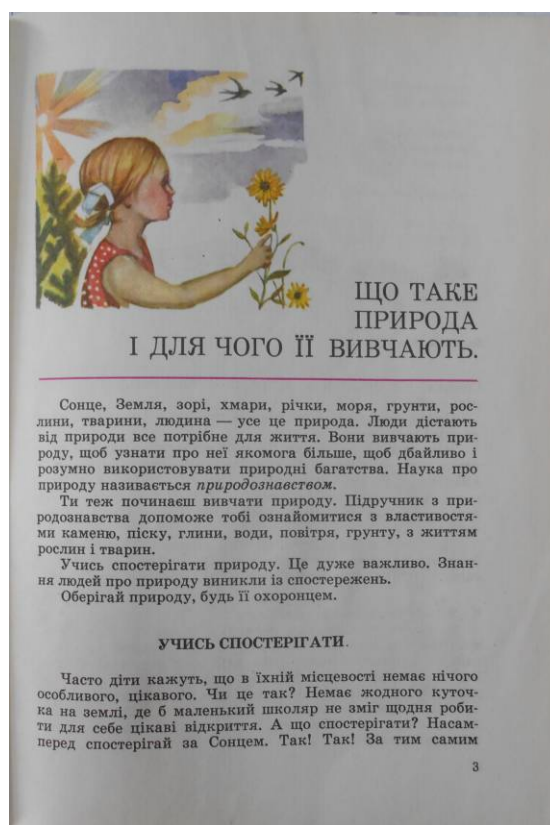 ЩО ТАКЕ
ПРИРОДА
І ДЛЯ ЧОГО ЇЇ ВИВЧАЮТЬ.
Сонце, Земля, зорі, хмари, річки, моря, грунти, рос-
лини, тварини, людина — усе це природа. Люди дістають
від природи все потрібне для життя. Вони вивчають при-
роду, щоб узнати про неї якомога більше, щоб дбайливо і
розумно використовувати природні багатства. Наука про
природу називається природознавством.
Ти теж починаєш вивчати природу. Підручник з при-
родознавства допоможе тобі ознайомитися з властивостя-
ми каменю, піску, глини, води, повітря, грунту, з життям
рослин і тварин.
Учись спостерігати природу. Це дуже важливо. Знан-
ня людей про природу виникли із спостережень.
Оберігай природу, будь її охоронцем.
УЧИСЬ СПОСТЕРІГАТИ.
Часто діти кажуть, що в їхній місцевості немає нічого
особливого, цікавого. Чи це так? Немає жодного куточ-
ка на землі, де б маленький школяр не зміг щодня роби-
ти для себе цікаві відкриття. А що спостерігати? Насам-
перед спостерігай за Сонцем. Так! Так! За тим самим
3